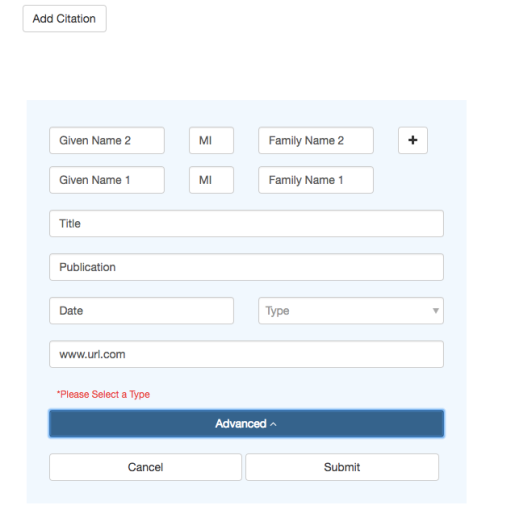 Add Citation
Given Name 2 MI Family Name 2 +
Given Name 1 MI Family Name 1
Title
Publication
Date Type
www.url.com
*Please Select a Type
Advanced
Cancel Submit